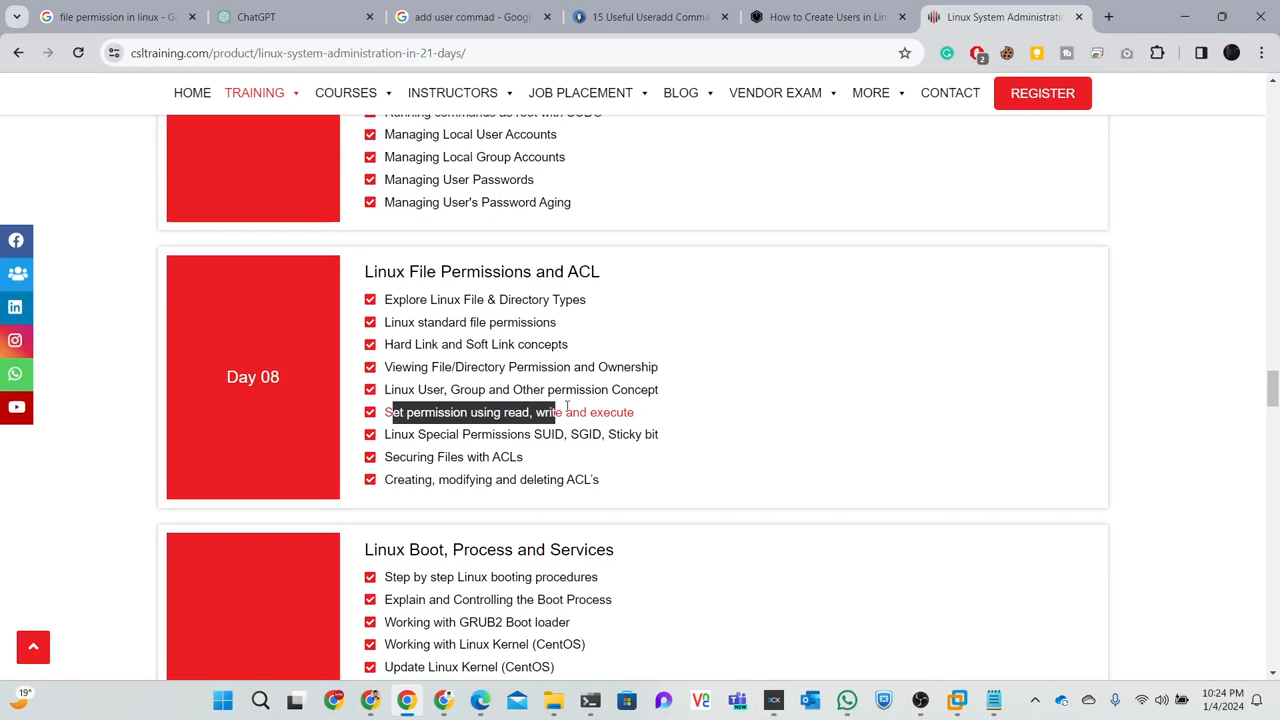 file permission in linux - G
ChatGPT
add user commad - Google
15 Useful Useradd Comma
How to Create Users in Lin
Linux System Administratio
csltraining.com/product/linux-system-administration-in-21-days/
2
HOME TRAINING COURSES INSTRUCTORS JOB PLACEMENT BLOG VENDOR EXAM MORE CONTACT REGISTER
Running commands as root with SUDO
Managing Local User Accounts
Managing Local Group Accounts
Managing User Passwords
Managing User's Password Aging
Day 08
Linux File Permissions and ACL
Explore Linux File & Directory Types
Linux standard file permissions
Hard Link and Soft Link concepts
Viewing File/Directory Permission and Ownership
Linux User, Group and Other permission Concept
Set permission using read, write and execute
Linux Special Permissions SUID, SGID, Sticky bit
Securing Files with ACLs
Creating, modifying and deleting ACL's
Linux Boot, Process and Services
Step by step Linux booting procedures
Explain and Controlling the Boot Process
Working with GRUB2 Boot loader
Working with Linux Kernel (CentOS)
Update Linux Kernel (CentOS)
19°
10:24 PM
1/4/2024